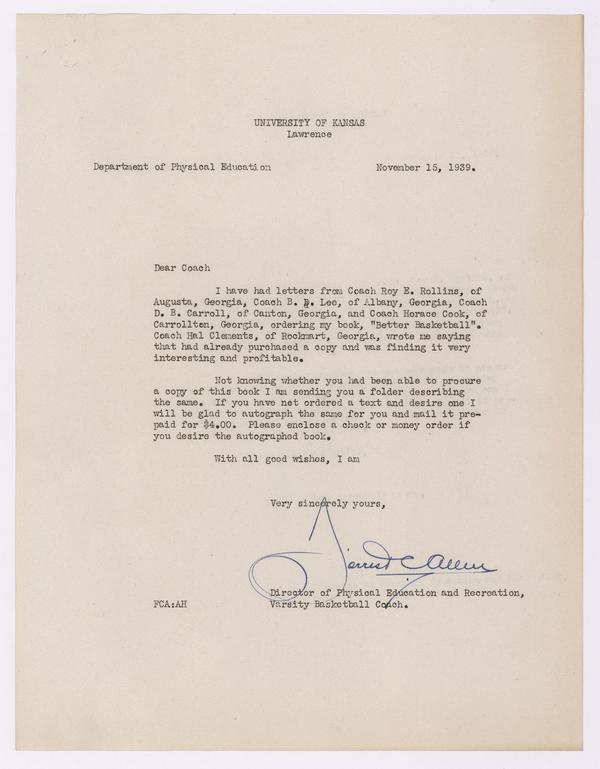 UNIVERSITY OF KANSAS
Lawrence
Department of Physical Education November 15, 1939.
Dear Coach
I have had letters from Coach Roy E. Rollins, of
Augusta, Georgia, Coach B. D. Lee, of Albany, Georgia, Coach
D. B. Carroll, of Canton, Georgia, and Coach Horace Cook, of
Carrollton, Georgia, ordering my book, "Better Basketball".
Coach Hal Clements, of Rockmart, Georgia, wrote me saying
that had already purchased a copy and was finding it very
interesting and profitable.
Not knowing whether you had been able to procure
a copy of this book I am sending you a folder describing
the same. If you have not ordered a text and desire one I
will be glad to autograph the same for you and mail it pre-
paid for $4.00. Please enclose a check or money order if
you desire the autographed book.
With all good wishes, I am
Very sincerely yours,
Forrest C Allen
Director of Physical Education and Recreation,
FCA:AH Varsity Basketball Coach.